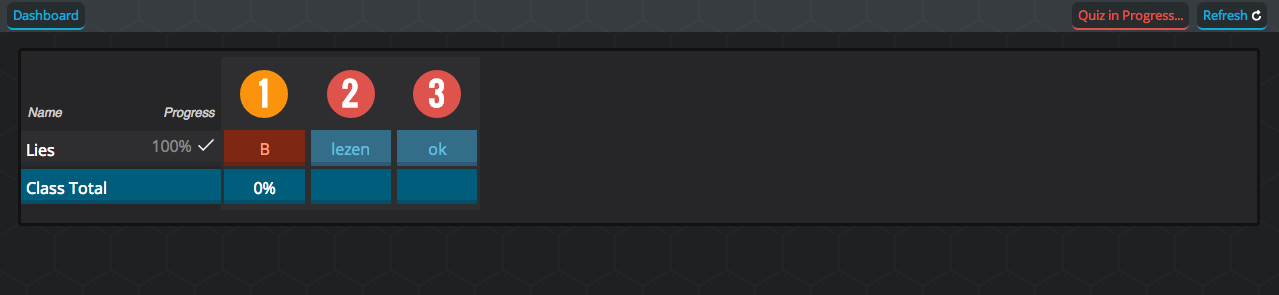 Dashboard Quiz in Progress... Refresh
1 2 3
Name Progress
Lies 100% B lezen ok
Class Total 0%